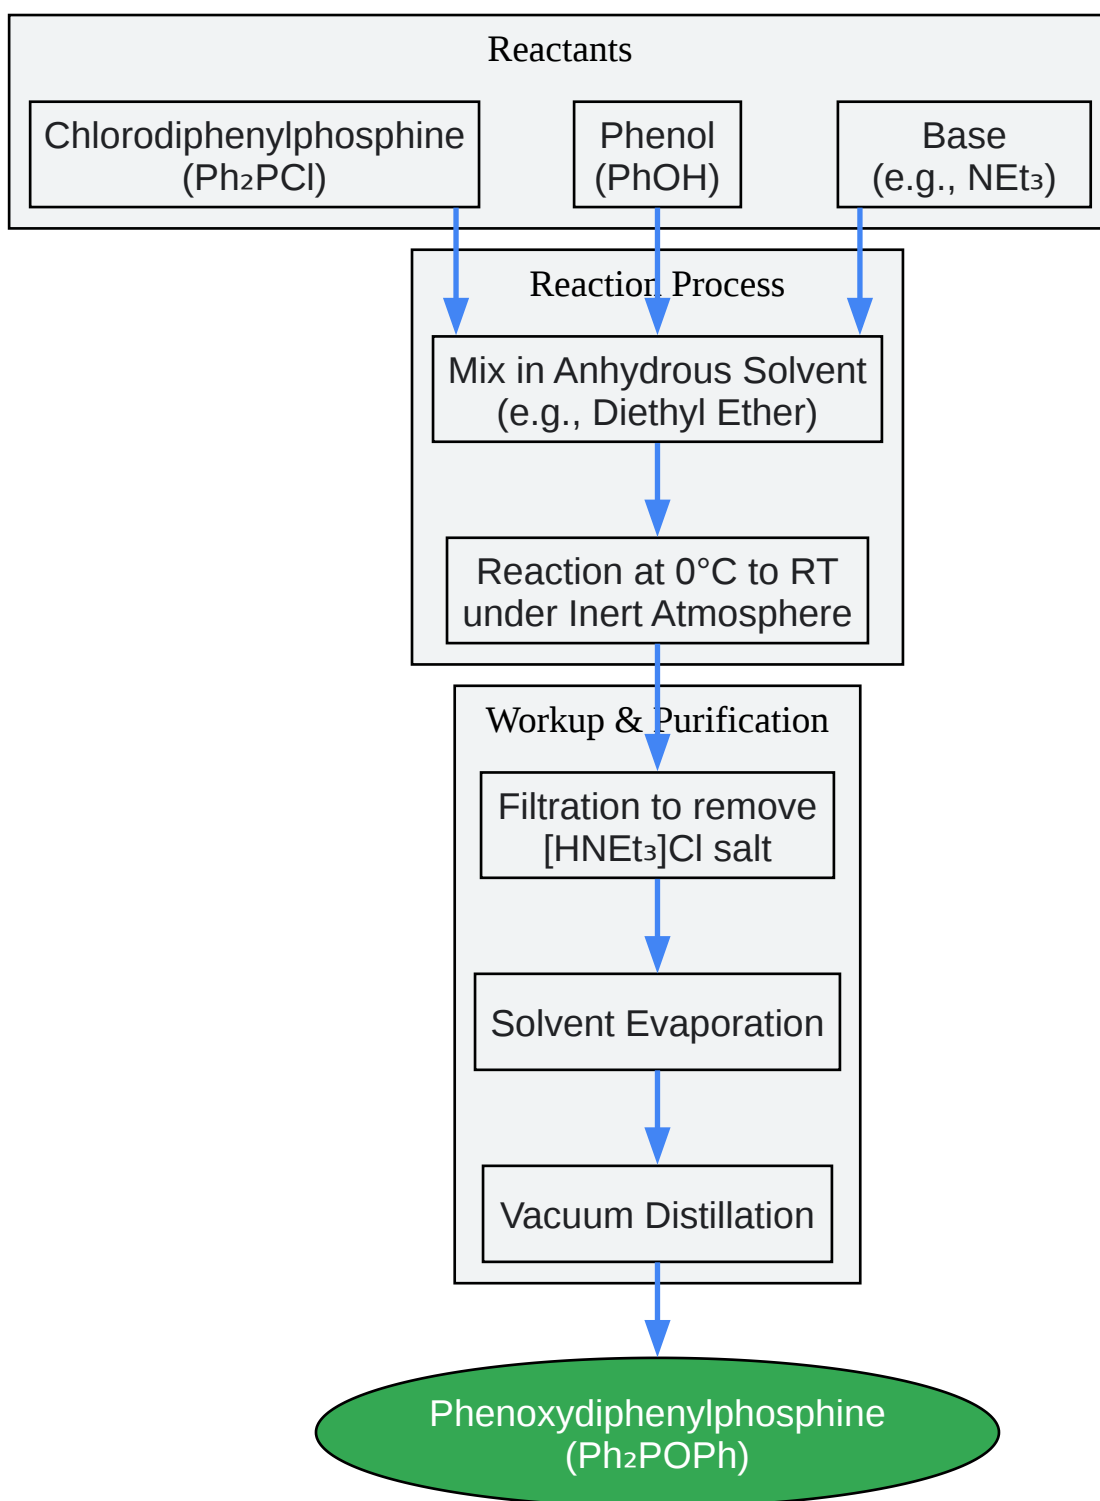 Reactants
Chlorodiphenylphosphine
(Ph₂PCl)
Phenol
(PhOH)
Base
(e.g., NEt₃)
Reaction Process
Mix in Anhydrous Solvent
(e.g., Diethyl Ether)
Reaction at 0°C to RT
under Inert Atmosphere
Workup & Purification
Filtration to remove
[HNEt₃]Cl salt
Solvent Evaporation
Vacuum Distillation
Phenoxydiphenylphosphine
(Ph₂POPh)